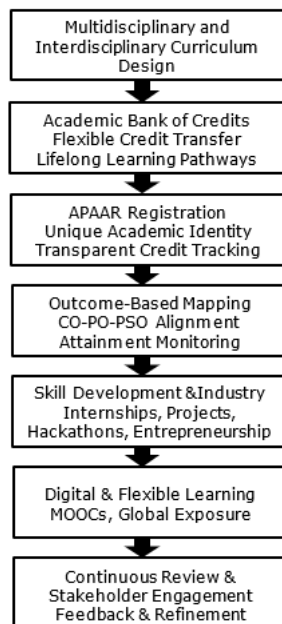 Multidisciplinary and
Interdisciplinary Curriculum
Design
Academic Bank of Credits
Flexible Credit Transfer
Lifelong Learning Pathways
APAAR Registration
Unique Academic Identity
Transparent Credit Tracking
Outcome-Based Mapping
CO-PO-PSO Alignment
Attainment Monitoring
Skill Development &Industry
Internships, Projects,
Hackathons, Entrepreneurship
Digital & Flexible Learning
MOOCs, Global Exposure
Continuous Review &
Stakeholder Engagement
Feedback & Refinement